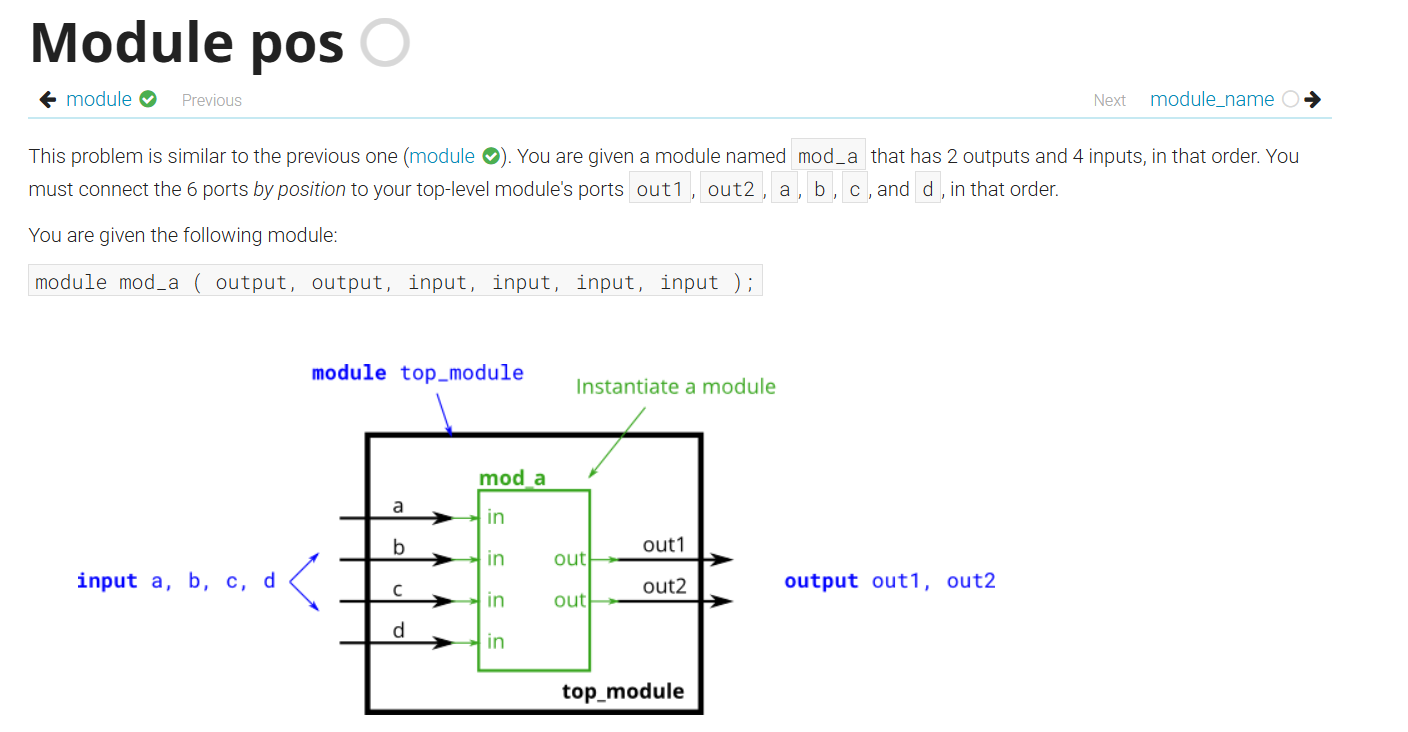 Module pos
module Previous Next module_name
This problem is similar to the previous one (module ). You are given a module named mod_a that has 2 outputs and 4 inputs, in that order. You
must connect the 6 ports by position to your top-level module's ports out1 , out2 , a , b , c , and d , in that order.
You are given the following module:
module mod_a ( output, output, input, input, input, input );
module top_module
Instantiate a module
mod_a
a in
b in out out1
c in out out2
d in
input a, b, c, d
output out1, out2
top_module